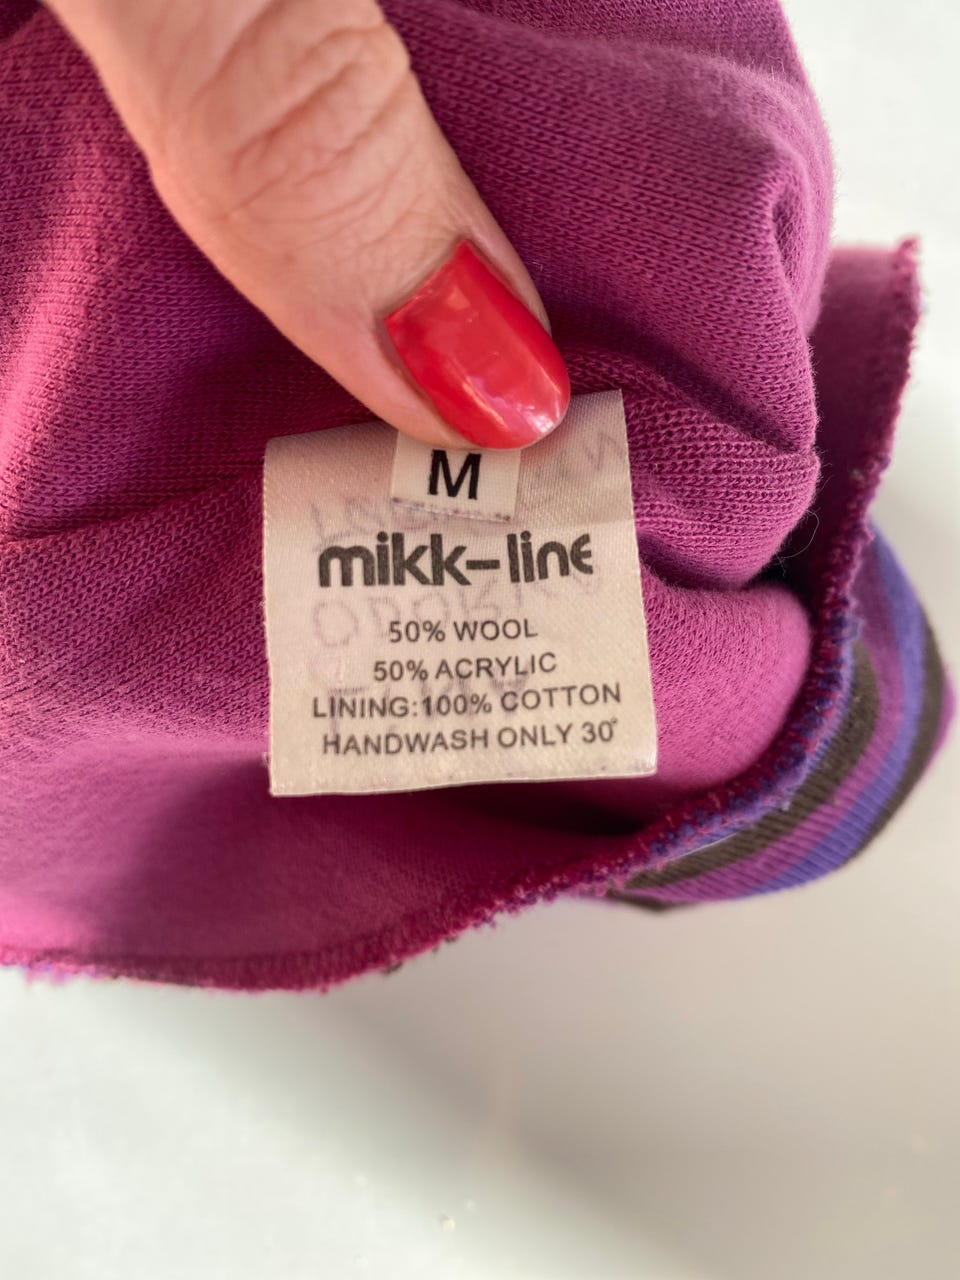 M
mikk-line
50% WOOL
50% ACRYLIC
LINING:100% COTTON
HANDWASH ONLY 30°